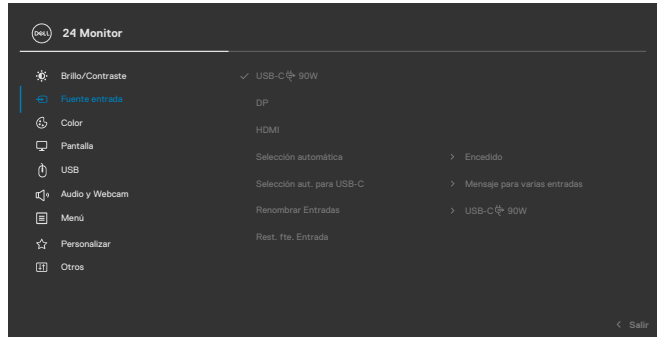 DELL 24 Monitor
Brillo/Contraste
✓ USB-C 90W
Fuente entrada
DP
Color
HDMI
Pantalla
Selección automática > Encedido
USB
Selección aut. para USB-C > Mensaje para varias entradas
Audio y Webcam
Renombrar Entradas > USB-C 90W
Menú
Rest. fte. Entrada
Personalizar
Otros
< Salir